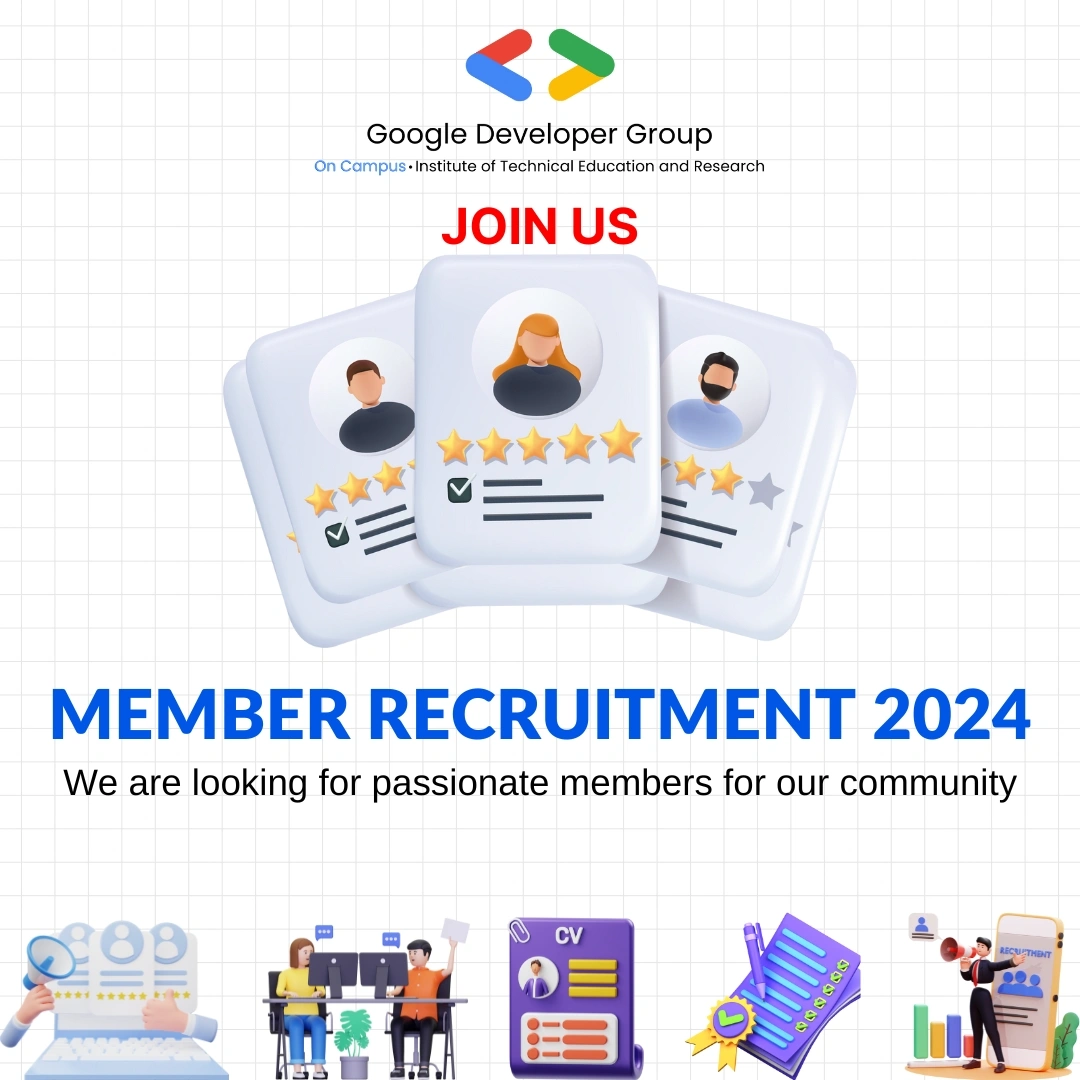 Google Developer Group
On Campus • Institute of Technical Education and Research
JOIN US
MEMBER RECRUITMENT 2024
We are looking for passionate members for our community
CV
RECRUITMENT